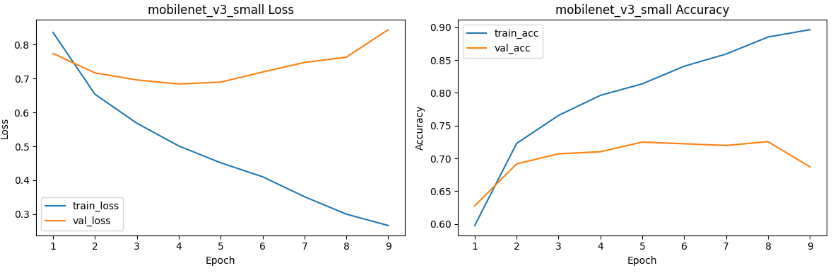 mobilenet_v3_small Loss
0.8
0.7
0.6
0.5
0.4
0.3
Loss
train_loss
val_loss
1 2 3 4 5 6 7 8 9
Epoch
mobilenet_v3_small Accuracy
0.90
0.85
0.80
0.75
0.70
0.65
0.60
Accuracy
train_acc
val_acc
1 2 3 4 5 6 7 8 9
Epoch